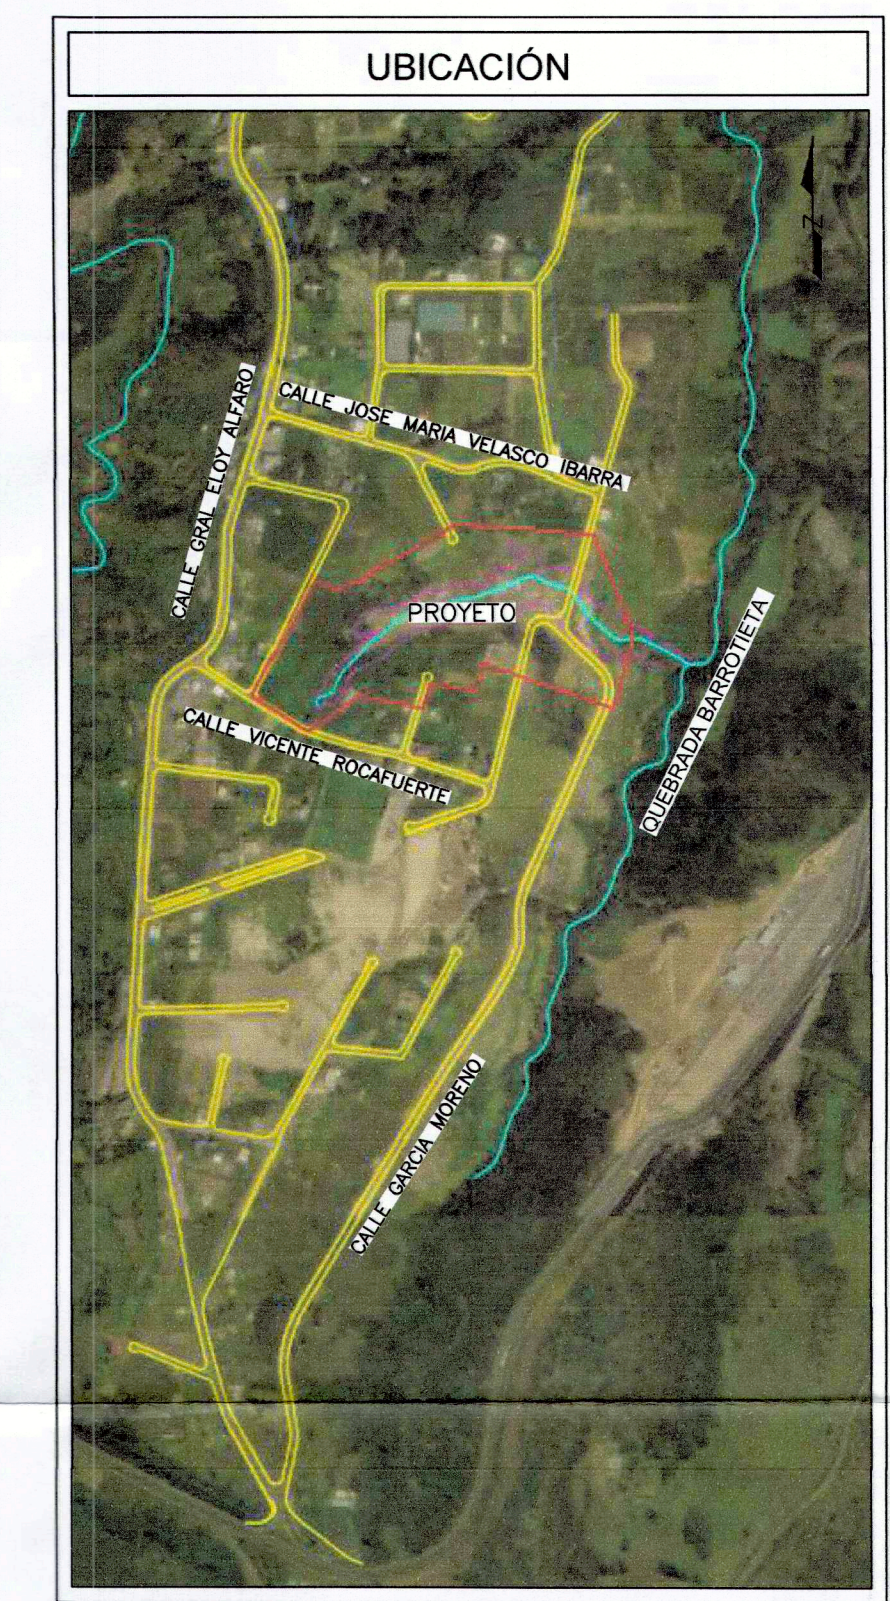 UBICACIÓN
N
CALLE GRAL ELOY ALFARO
CALLE JOSE MARIA VELASCO IBARRA
PROYETO
QUEBRADA BARROTIETA
CALLE VICENTE ROCAFUERTE
CALLE GARCIA MORENO